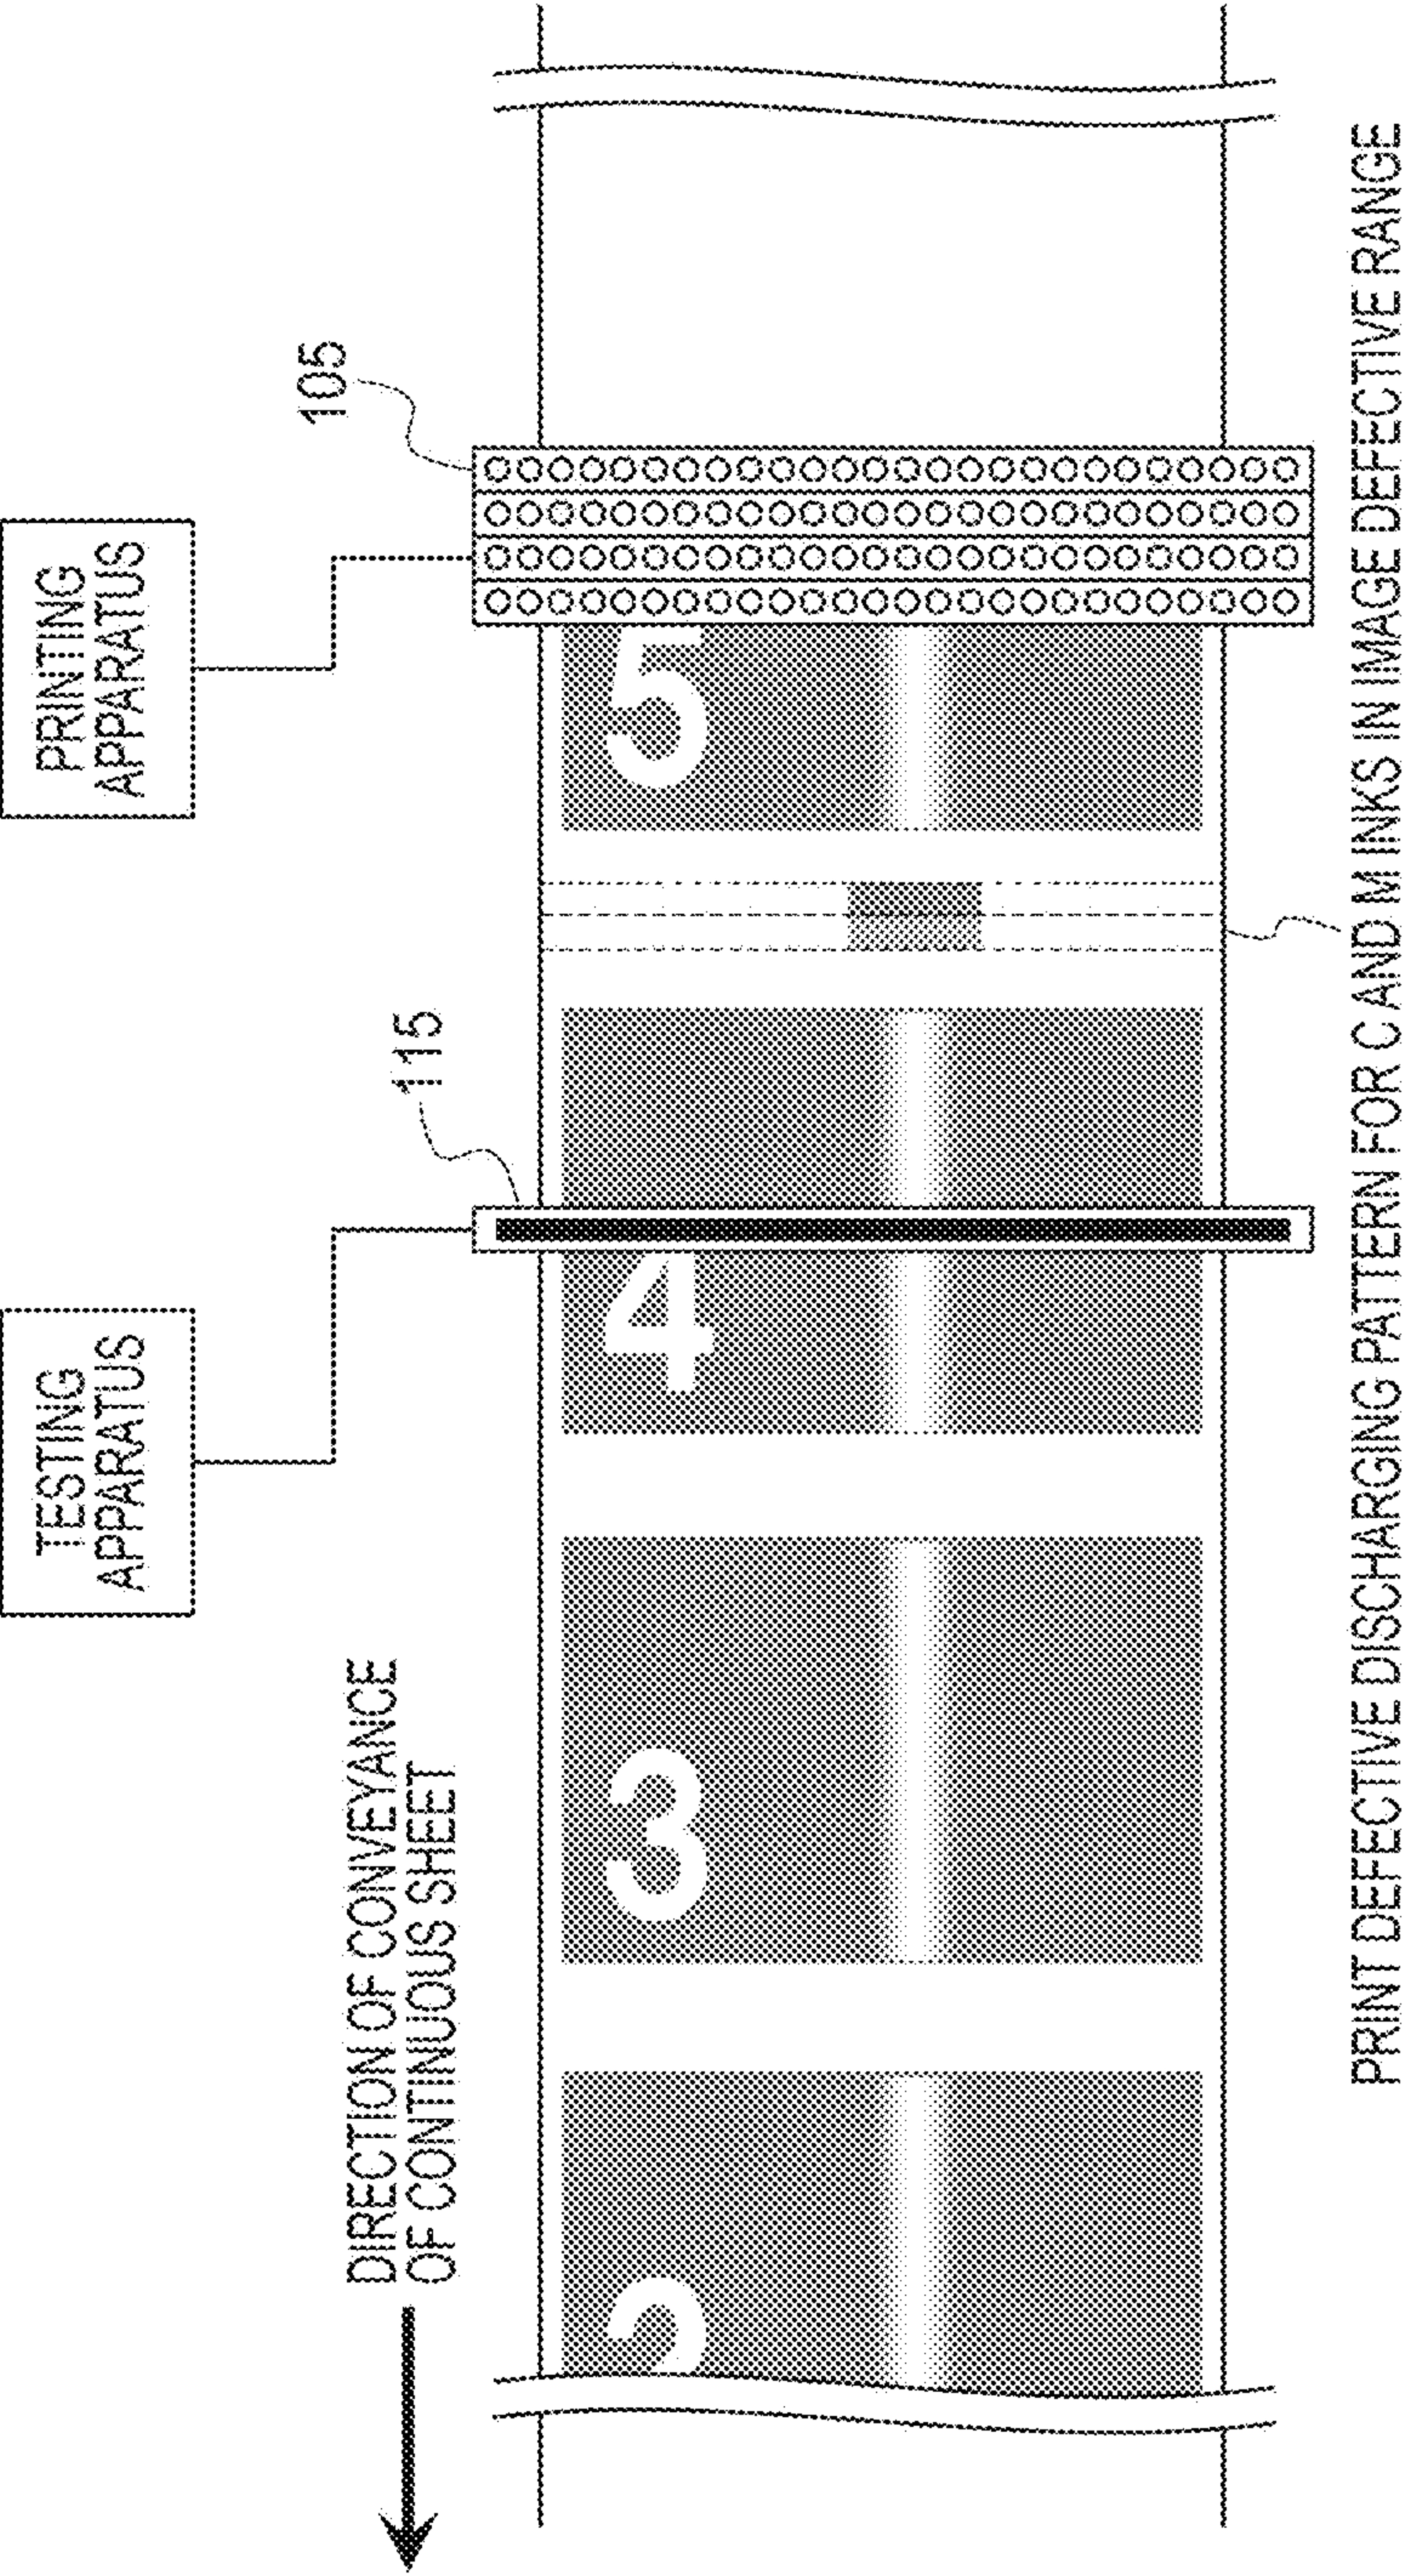 TESTING
APPARATUS
PRINTING
APPARATUS
DIRECTION OF CONVEYANCE
OF CONTINUOUS SHEET
115
105
2
3
4
5
PRINT DEFECTIVE DISCHARGING PATTERN FOR C AND M INKS IN IMAGE DEFECTIVE RANGE